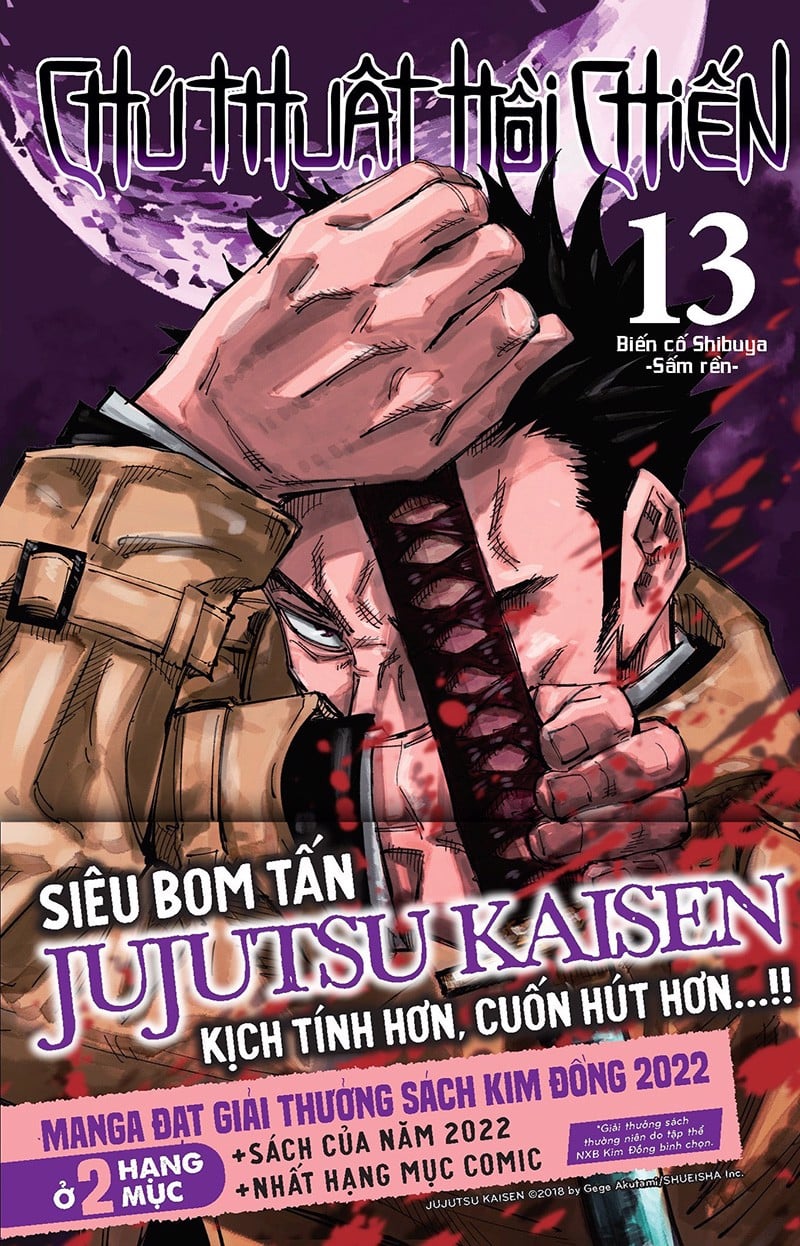 CHÚ THUẬT HỒI CHIẾN
13
Biến cố Shibuya
-Sấm rền-
SIÊU BOM TẤN
JUJUTSU KAISEN
KỊCH TÍNH HƠN, CUỐN HÚT HƠN...!!
MANGA ĐẠT GIẢI THƯỞNG SÁCH KIM ĐỒNG 2022
Ở 2 HẠNG MỤC
+SÁCH CỦA NĂM 2022
+NHẤT HẠNG MỤC COMIC
*Giải thưởng sách
thường niên do tập thể
NXB Kim Đồng bình chọn.
JUJUTSU KAISEN ©2018 by Gege Akutami/SHUEISHA Inc.